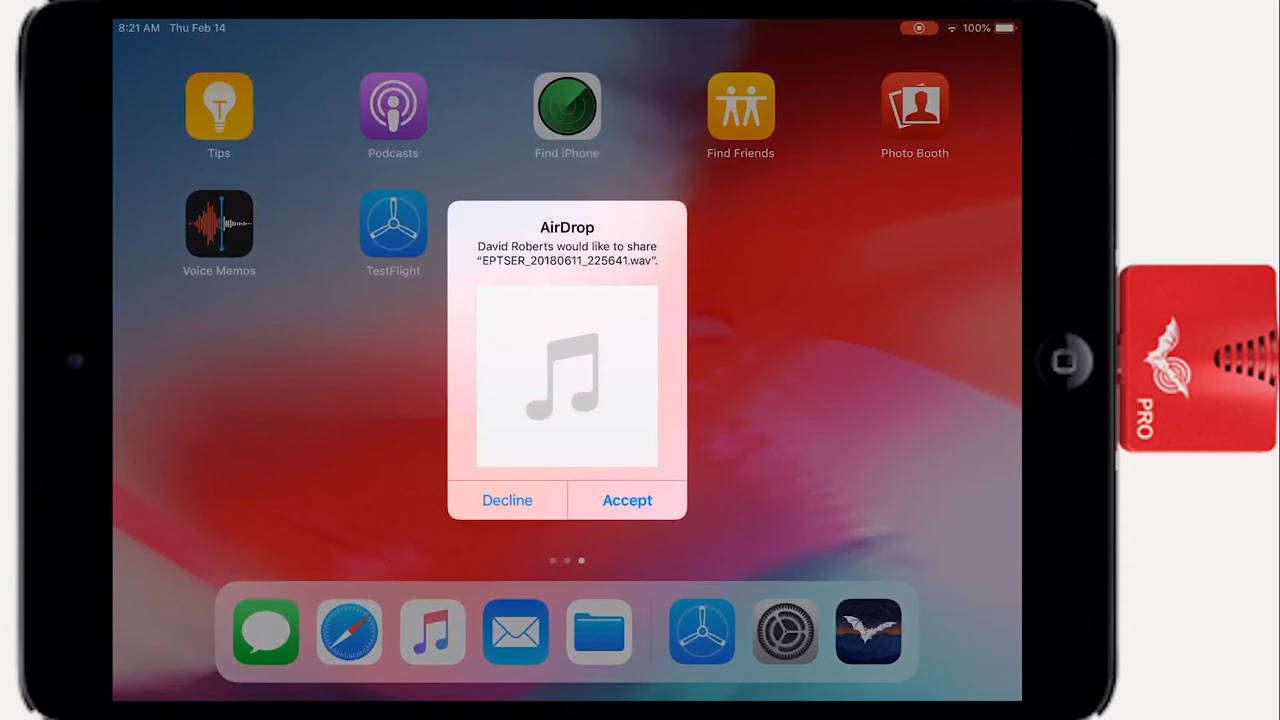 8:21 AM Thu Feb 14
100%
Tips
Podcasts
Find iPhone
Find Friends
Photo Booth
Voice Memos
TestFlight
AirDrop
David Roberts would like to share
“EPTSER_20180611_225641.wav”.
Decline
Accept
PRO